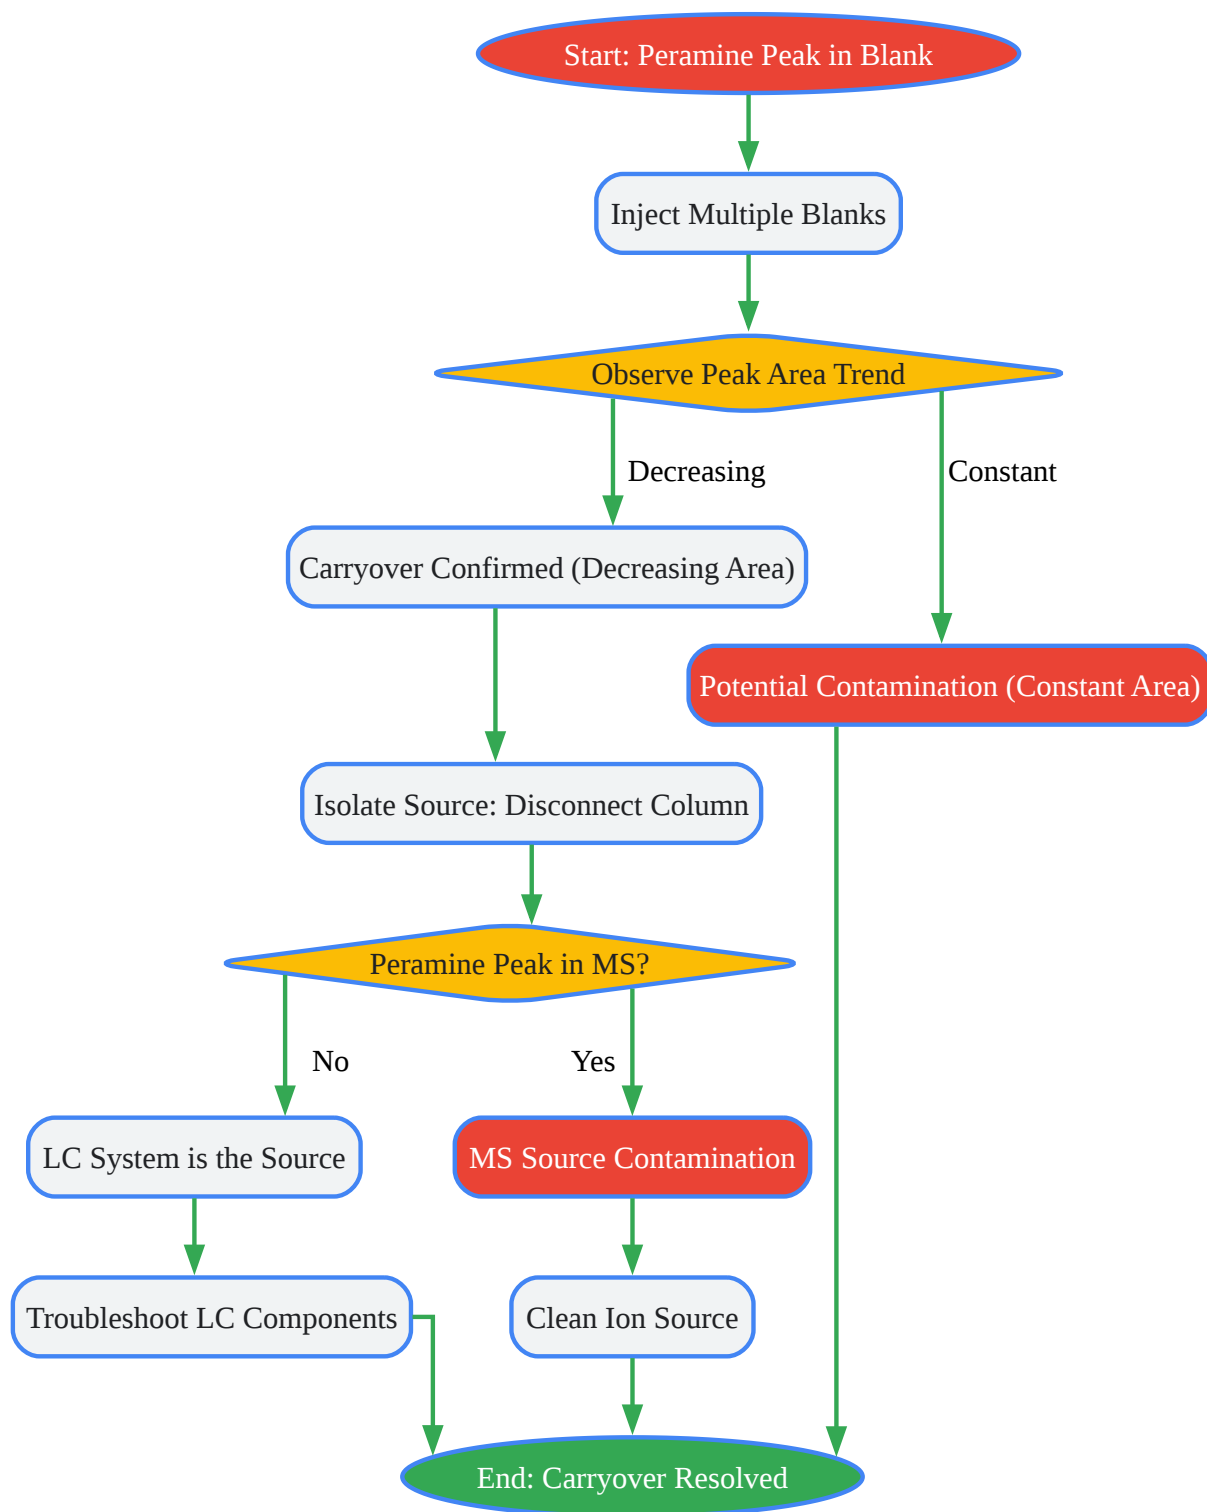 Start: Peramine Peak in Blank
Inject Multiple Blanks
Observe Peak Area Trend
Decreasing
Constant
Carryover Confirmed (Decreasing Area)
Potential Contamination (Constant Area)
Isolate Source: Disconnect Column
Peramine Peak in MS?
No
Yes
LC System is the Source
MS Source Contamination
Troubleshoot LC Components
Clean Ion Source
End: Carryover Resolved